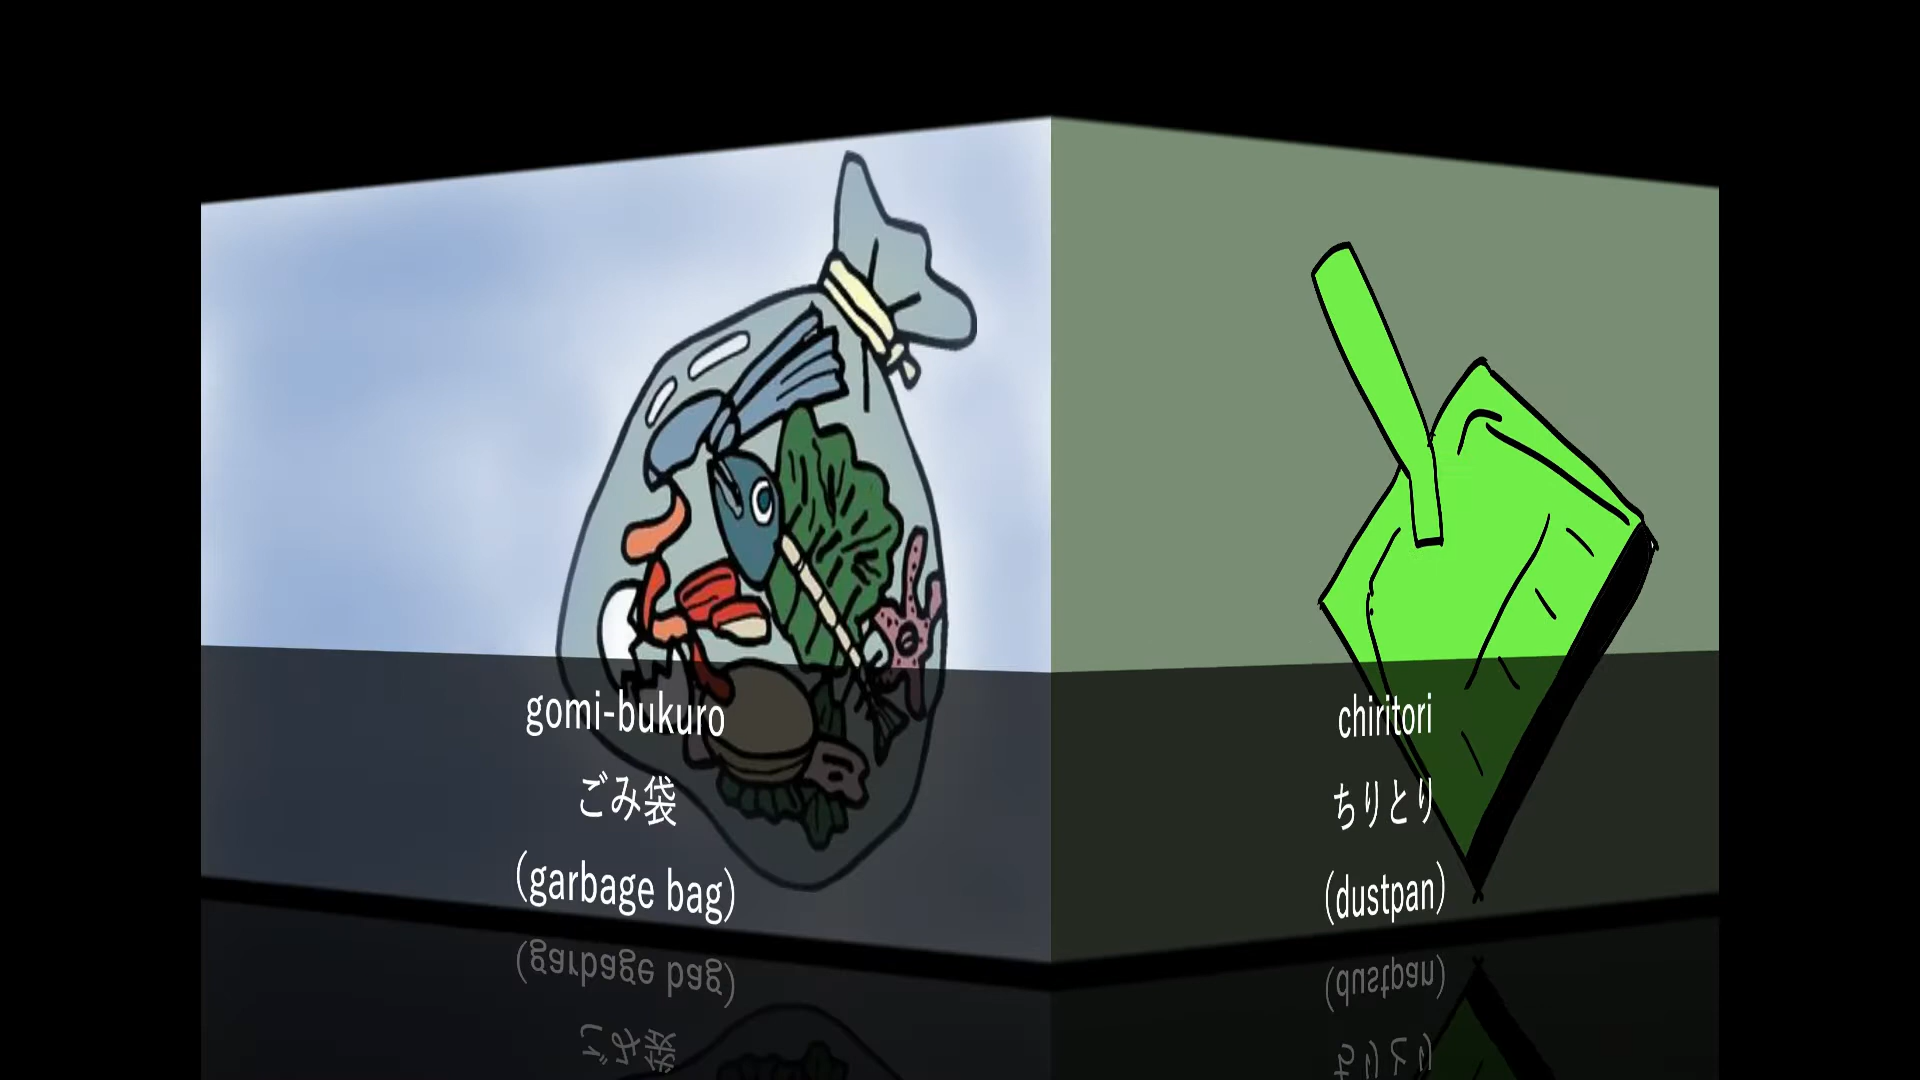 gomi-bukuro
ごみ袋
(garbage bag)
chiritori
ちりとり
(dustpan)